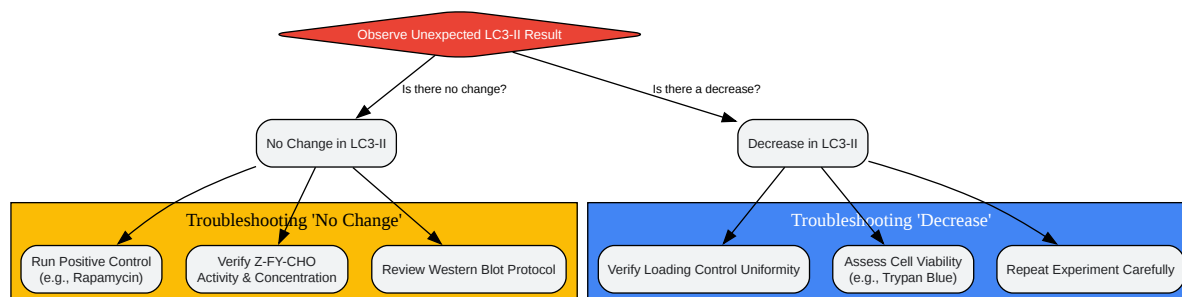 Observe Unexpected LC3-II Result
Is there no change?
Is there a decrease?
No Change in LC3-II
Decrease in LC3-II
Troubleshooting 'No Change'
Run Positive Control
(e.g., Rapamycin)
Verify Z-FY-CHO
Activity & Concentration
Review Western Blot Protocol
Troubleshooting 'Decrease'
Verify Loading Control Uniformity
Assess Cell Viability
(e.g., Trypan Blue)
Repeat Experiment Carefully